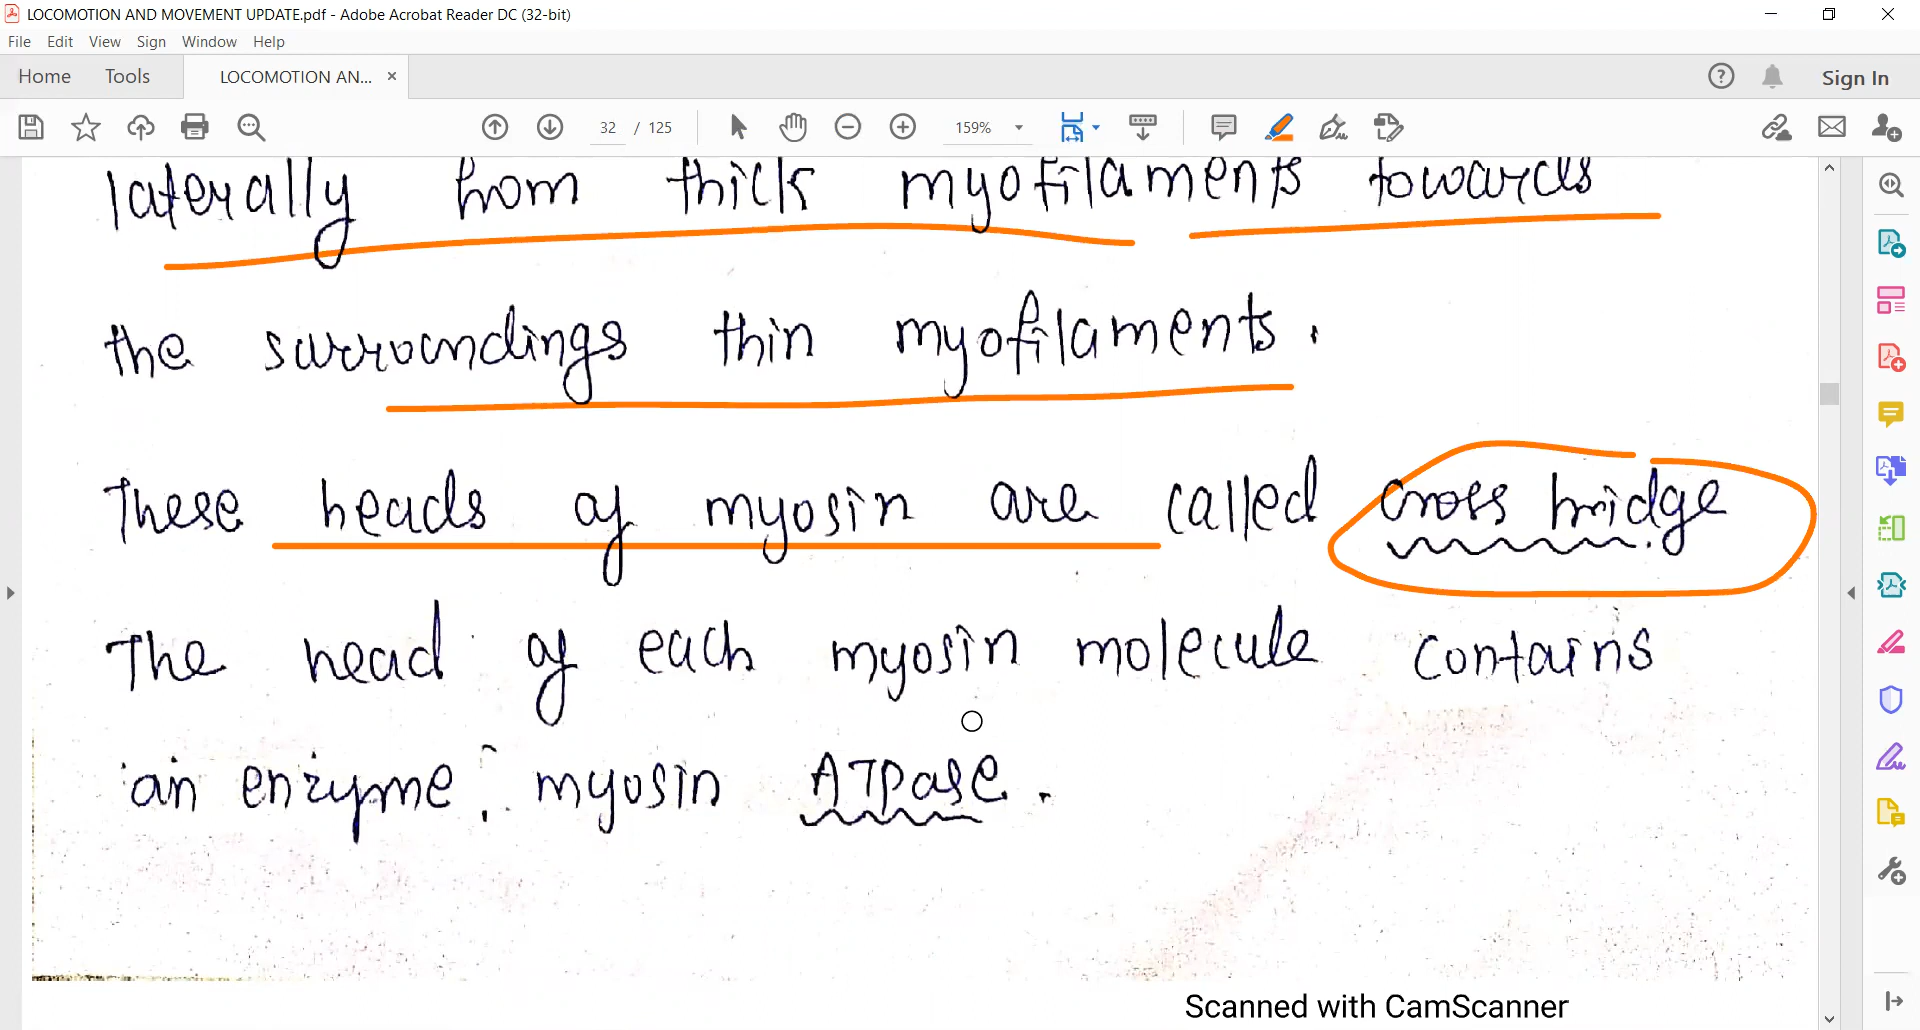 LOCOMOTION AND MOVEMENT UPDATE.pdf - Adobe Acrobat Reader DC (32-bit)
File Edit View Sign Window Help
Home Tools LOCOMOTION AN... × Sign In
32 / 125 159%
laterally from thick myofilaments towards
the surroundings thin myofilaments.
These heads of myosin are called cross bridge
The head of each myosin molecule contains
an enzyme, myosin ATPase.
Scanned with CamScanner